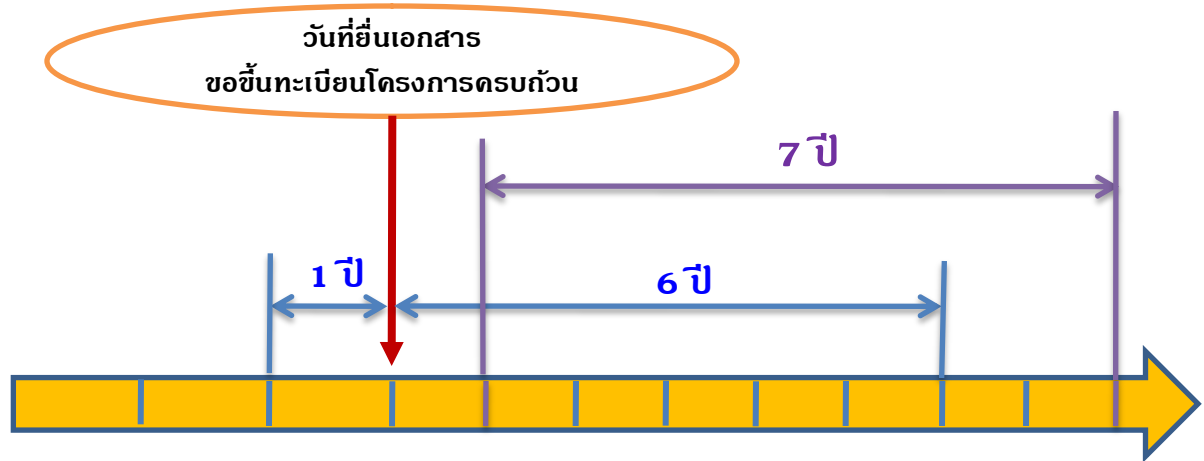 วันที่ยื่นเอกสาร
ขอขึ้นทะเบียนโครงการครบถ้วน
7 ปี
1 ปี
6 ปี